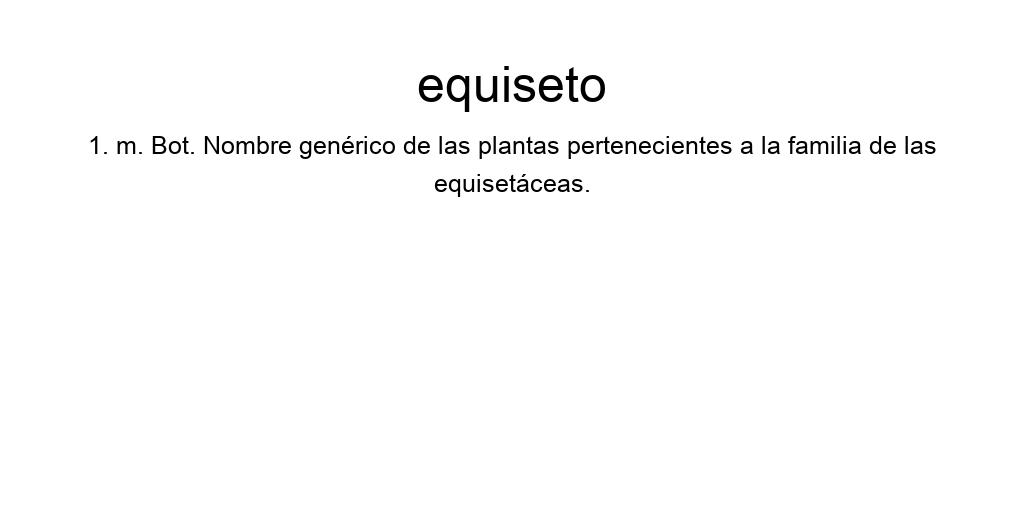 equiseto
1. m. Bot. Nombre genérico de las plantas pertenecientes a la familia de las
equisetáceas.